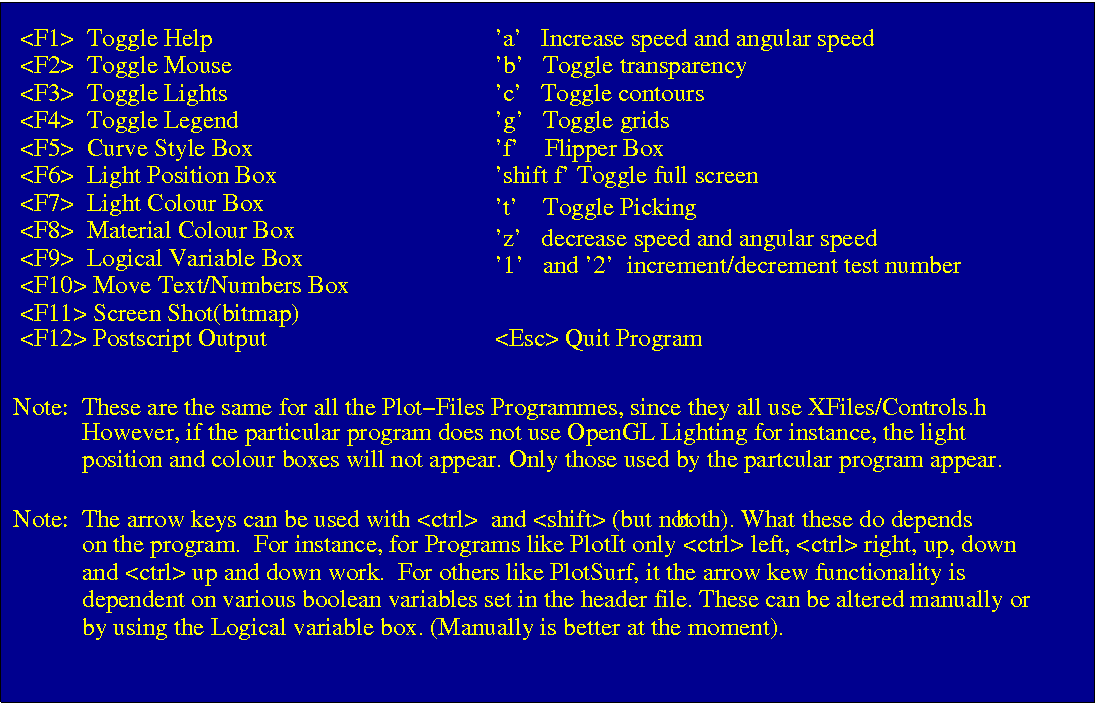 <F1> Toggle Help
<F2> Toggle Mouse
<F3> Toggle Lights
<F4> Toggle Legend
<F5> Curve Style Box
<F6> Light Position Box
<F7> Light Colour Box
<F8> Material Colour Box
<F9> Logical Variable Box
<F10> Move Text/Numbers Box
<F11> Screen Shot(bitmap)
<F12> Postscript Output
'a' Increase speed and angular speed
'b' Toggle transparency
'c' Toggle contours
'g' Toggle grids
'f' Flipper Box
'shift f' Toggle full screen
't' Toggle Picking
'z' decrease speed and angular speed
'1' and '2' increment/decrement test number
<Esc> Quit Program
Note: These are the same for all the Plot–Files Programmes, since they all use XFiles/Controls.h
However, if the particular program does not use OpenGL Lighting for instance, the light
position and colour boxes will not appear. Only those used by the partcular program appear.
Note: The arrow keys can be used with <ctrl> and <shift> (but not both). What these do depends
on the program. For instance, for Programs like PlotIt only <ctrl> left, <ctrl> right, up, down
and <ctrl> up and down work. For others like PlotSurf, it the arrow kew functionality is
dependent on various boolean variables set in the header file. These can be altered manually or
by using the Logical variable box. (Manually is better at the moment).